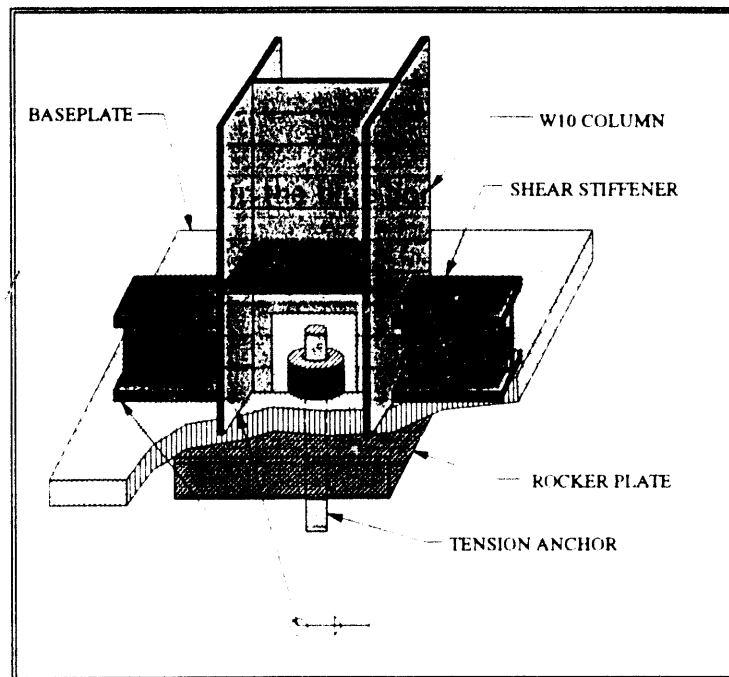 BASEPLATE
W10 COLUMN
SHEAR STIFFENER
ROCKER PLATE
TENSION ANCHOR